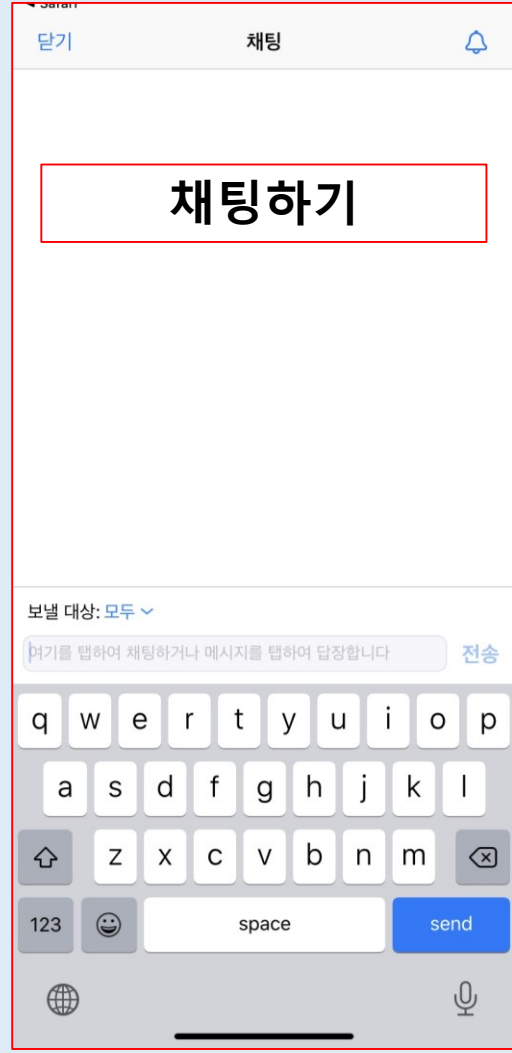 ◀ Safari
닫기 채팅
채팅하기
보낼 대상: 모두
여기를 탭하여 채팅하거나 메시지를 탭하여 답장합니다 전송
q w e r t y u i o p
a s d f g h j k l
z x c v b n m
123 space send